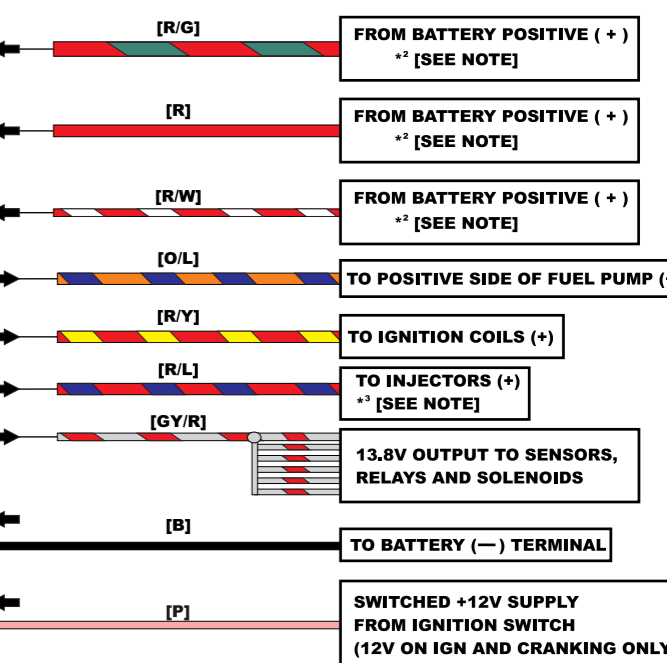 [R/G]
FROM BATTERY POSITIVE ( + )
*² [SEE NOTE]
[R]
FROM BATTERY POSITIVE ( + )
*² [SEE NOTE]
[R/W]
FROM BATTERY POSITIVE ( + )
*² [SEE NOTE]
[O/L]
TO POSITIVE SIDE OF FUEL PUMP (
[R/Y]
TO IGNITION COILS (+)
[R/L]
TO INJECTORS (+)
*³ [SEE NOTE]
[GY/R]
13.8V OUTPUT TO SENSORS,
RELAYS AND SOLENOIDS
[B]
TO BATTERY (—) TERMINAL
[P]
SWITCHED +12V SUPPLY
FROM IGNITION SWITCH
(12V ON IGN AND CRANKING ONLY